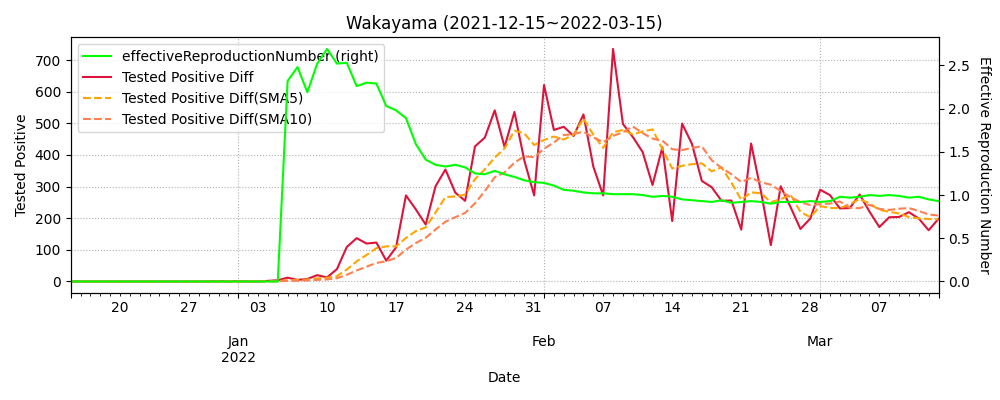 Wakayama (2021-12-15~2022-03-15)
effectiveReproductionNumber (right)
Tested Positive Diff
Tested Positive Diff(SMA5)
Tested Positive Diff(SMA10)
Tested Positive
700
600
500
400
300
200
100
0
2.5
2.0
1.5
1.0
0.5
0.0
Effective Reproduction Number
20 27 03 10 17 24 31 07 14 21 28 07
Jan Feb Mar
2022
Date